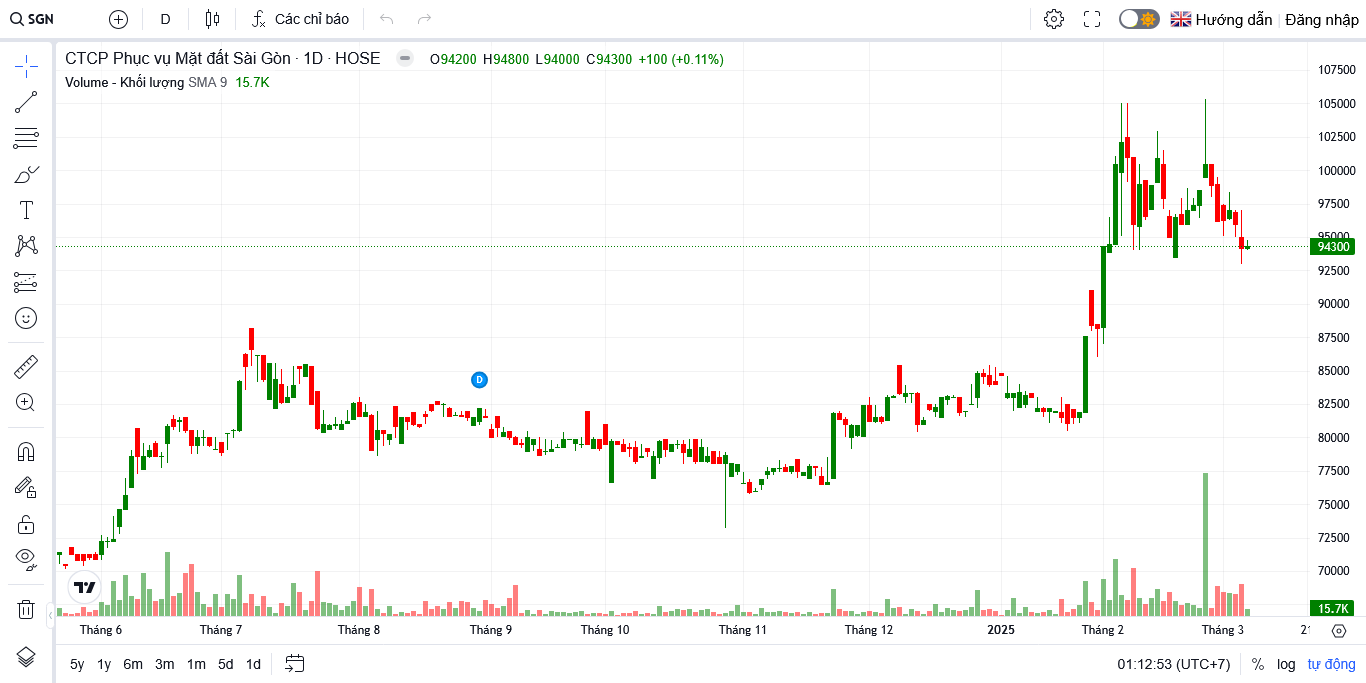 SGN D Các chỉ báo Hướng dẫn Đăng nhập
CTCP Phục vụ Mặt đất Sài Gòn · 1D · HOSE O94200 H94800 L94000 C94300 +100 (+0.11%)
Volume - Khối lượng SMA 9 15.7K
107500
105000
102500
100000
97500
95000
94300
92500
90000
87500
85000
82500
80000
77500
75000
72500
70000
15.7K
D
Tháng 6 Tháng 7 Tháng 8 Tháng 9 Tháng 10 Tháng 11 Tháng 12 2025 Tháng 2 Tháng 3 21
5y 1y 6m 3m 1m 5d 1d 01:12:53 (UTC+7) % log tự động